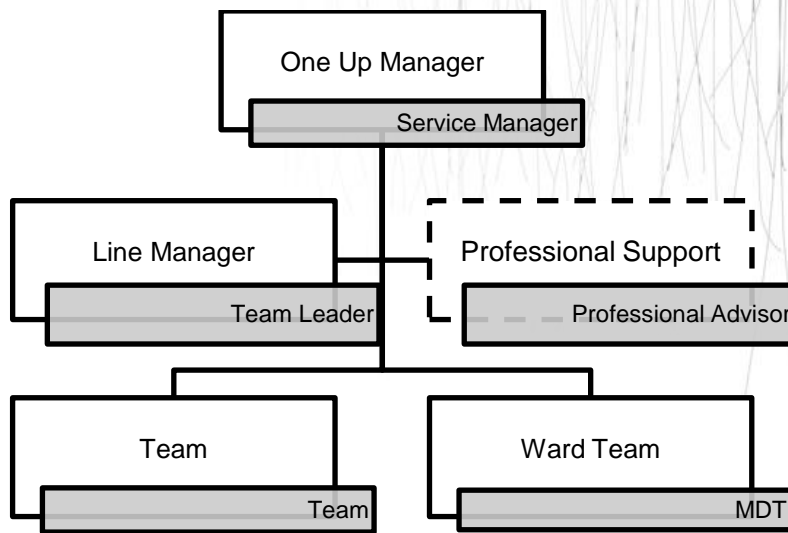 One Up Manager
Service Manager
Line Manager
Team Leader
Professional Support
Professional Advisor
Team
Team
Ward Team
MDT